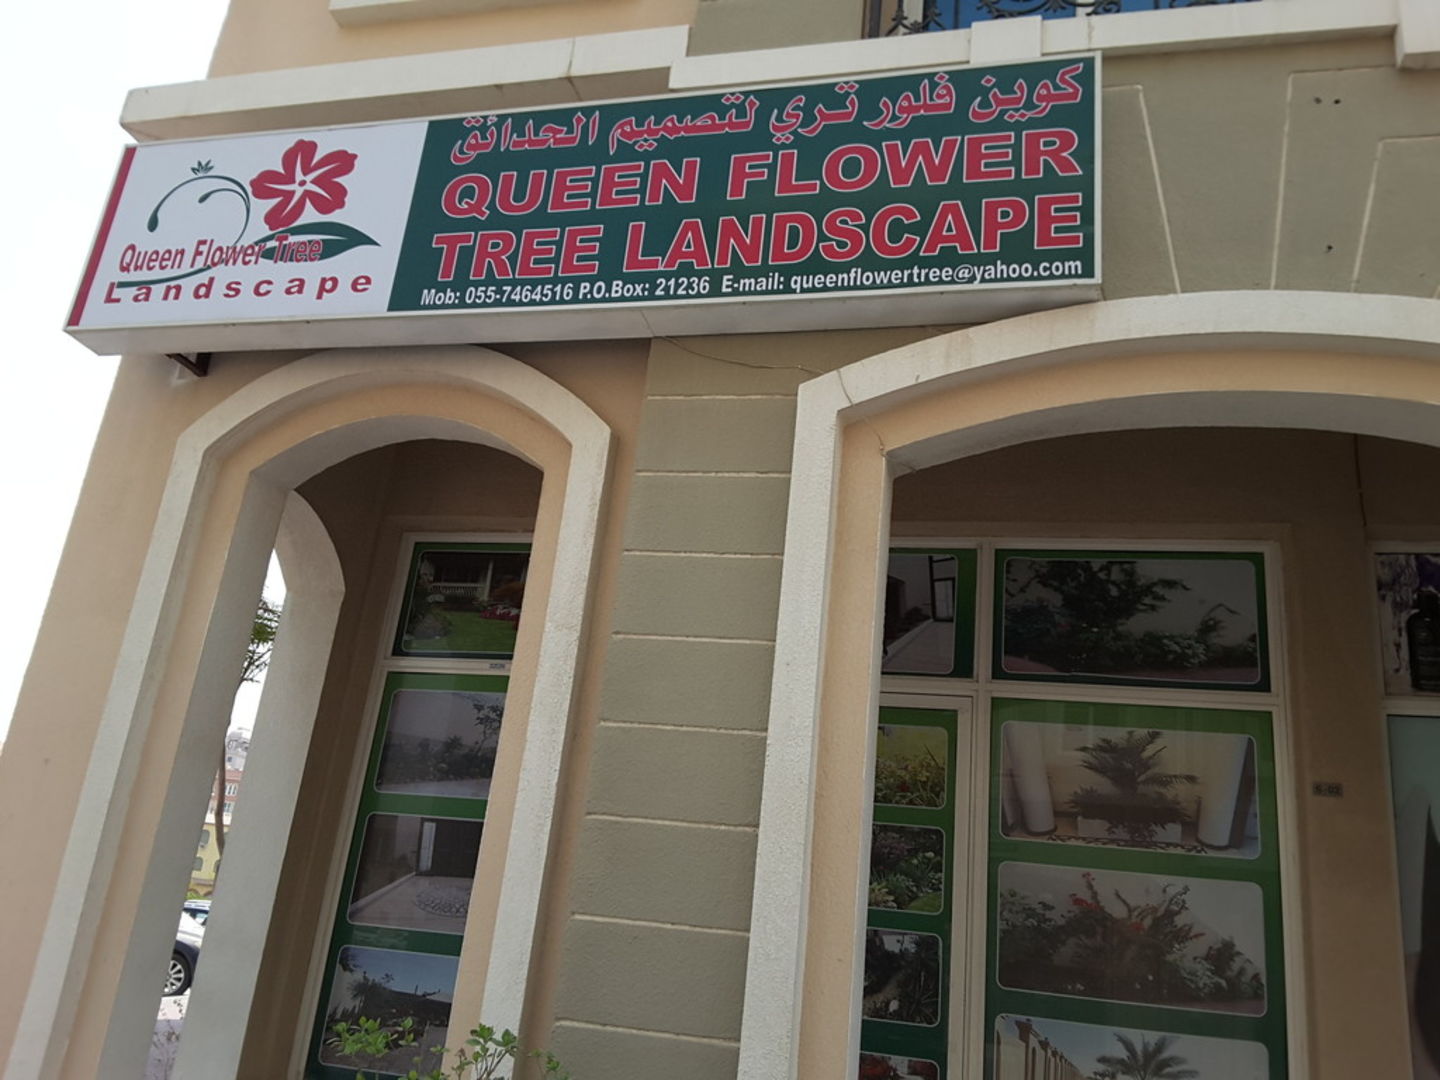 كوين فلور تري لتصميم الحدائق
QUEEN FLOWER
TREE LANDSCAPE
Mob: 055-7464516 P.O.Box: 21236 E-mail: queenflowertree@yahoo.com
Queen Flower Tree
Landscape